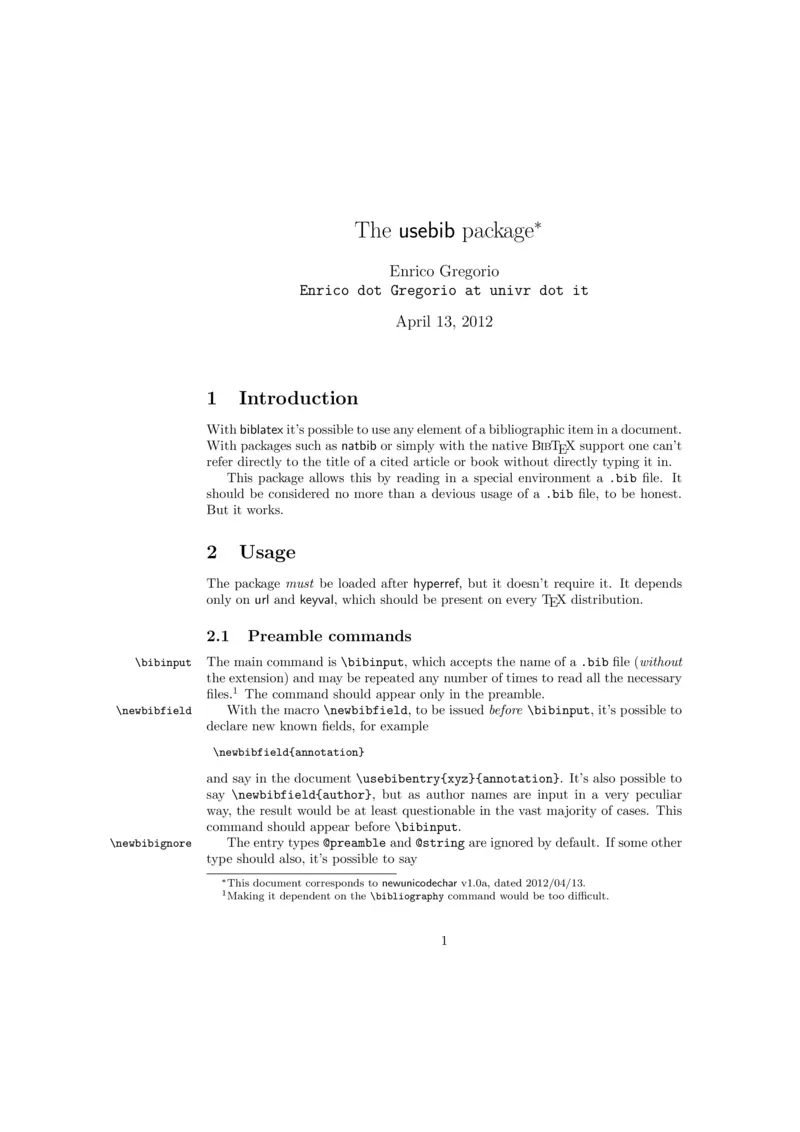 The usebib package*
Enrico Gregorio
Enrico dot Gregorio at univr dot it
April 13, 2012
1 Introduction
With biblatex it's possible to use any element of a bibliographic item in a document.
With packages such as natbib or simply with the native BIBTEX support one can't
refer directly to the title of a cited article or book without directly typing it in.
This package allows this by reading in a special environment a .bib file. It
should be considered no more than a devious usage of a .bib file, to be honest.
But it works.
2 Usage
The package must be loaded after hyperref, but it doesn't require it. It depends
only on url and keyval, which should be present on every TEX distribution.
2.1 Preamble commands
\bibinput The main command is \bibinput, which accepts the name of a .bib file (without
the extension) and may be repeated any number of times to read all the necessary
files.¹ The command should appear only in the preamble.
\newbibfield With the macro \newbibfield, to be issued before \bibinput, it's possible to
declare new known fields, for example
\newbibfield{annotation}
and say in the document \usebibentry{xyz}{annotation}. It's also possible to
say \newbibfield{author}, but as author names are input in a very peculiar
way, the result would be at least questionable in the vast majority of cases. This
command should appear before \bibinput.
\newbibignore The entry types @preamble and @string are ignored by default. If some other
type should also, it's possible to say
*This document corresponds to newunicodechar v1.0a, dated 2012/04/13.
¹Making it dependent on the \bibliography command would be too difficult.
1